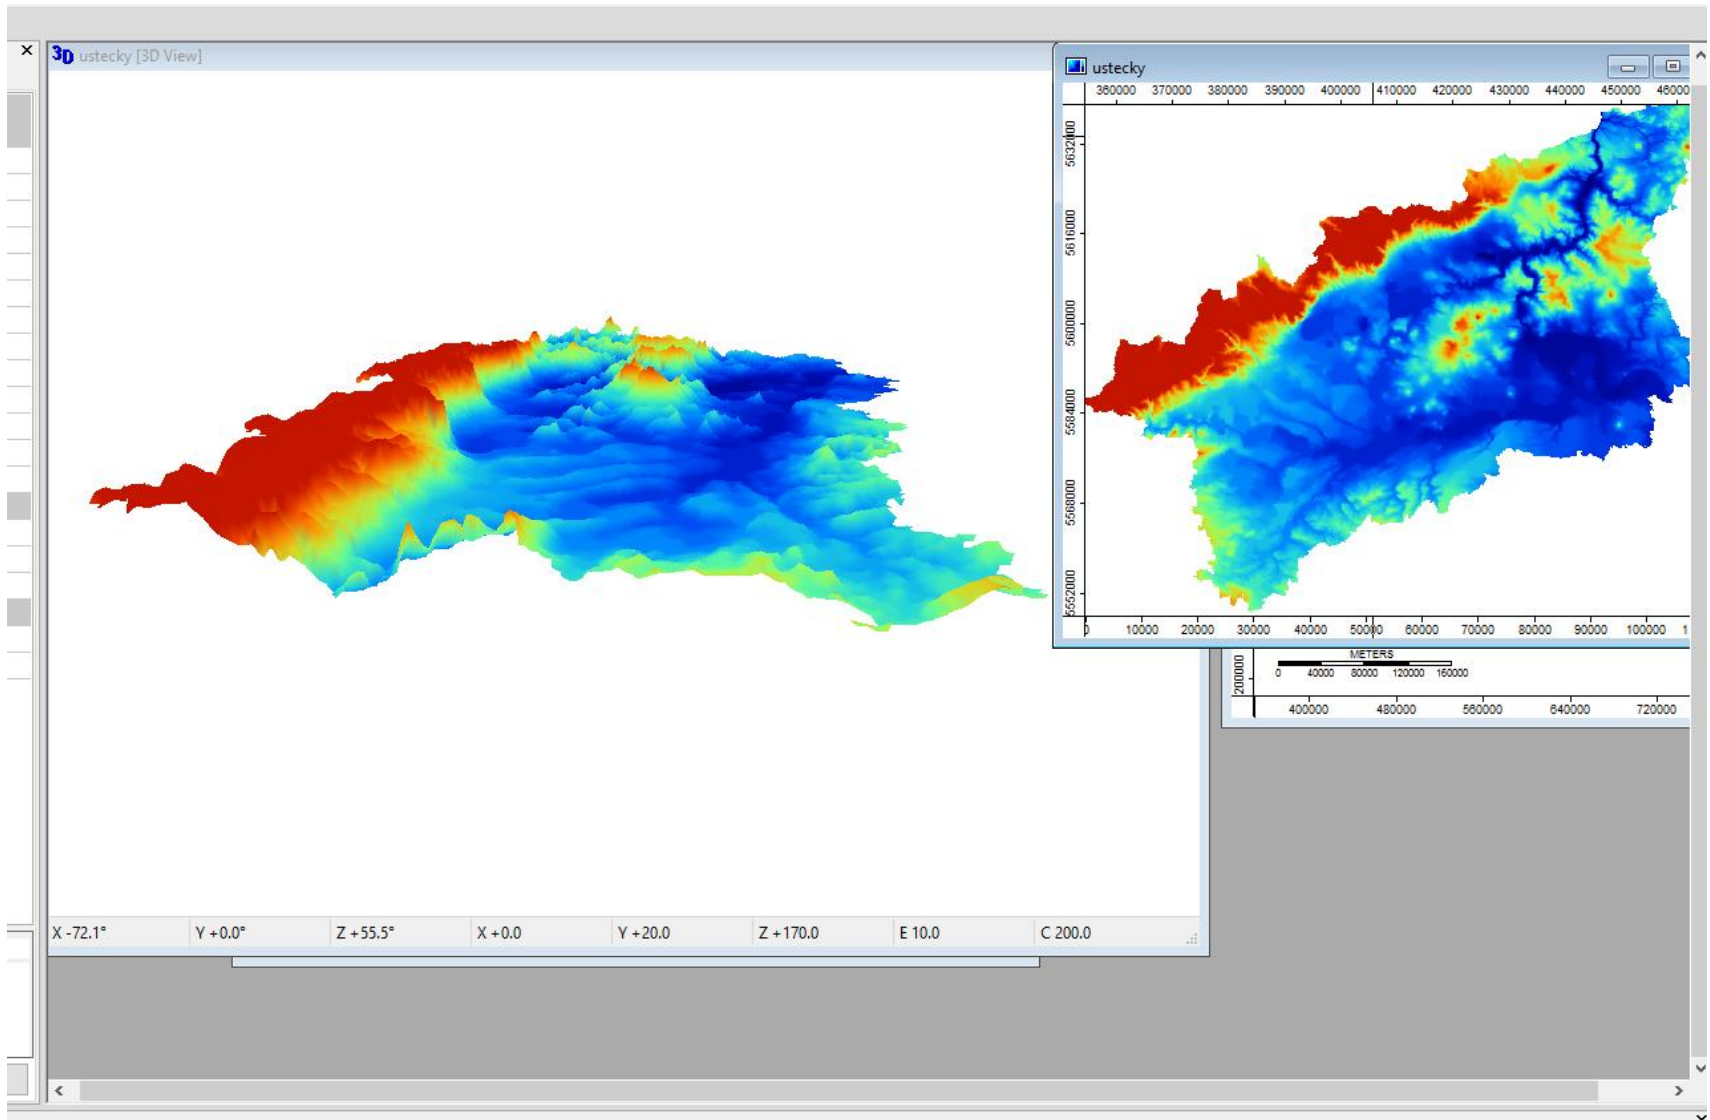 3D ustecky [3D View]
ustecky
360000 370000 380000 390000 400000 410000 420000 430000 440000 450000 46000
5632000
5616000
5600000
5584000
5568000
5552000
0 10000 20000 30000 40000 50000 60000 70000 80000 90000 100000 1
METERS
0 40000 80000 120000 160000
200000
400000 480000 560000 640000 720000
X -72.1° Y +0.0° Z +55.5° X +0.0 Y +20.0 Z +170.0 E 10.0 C 200.0